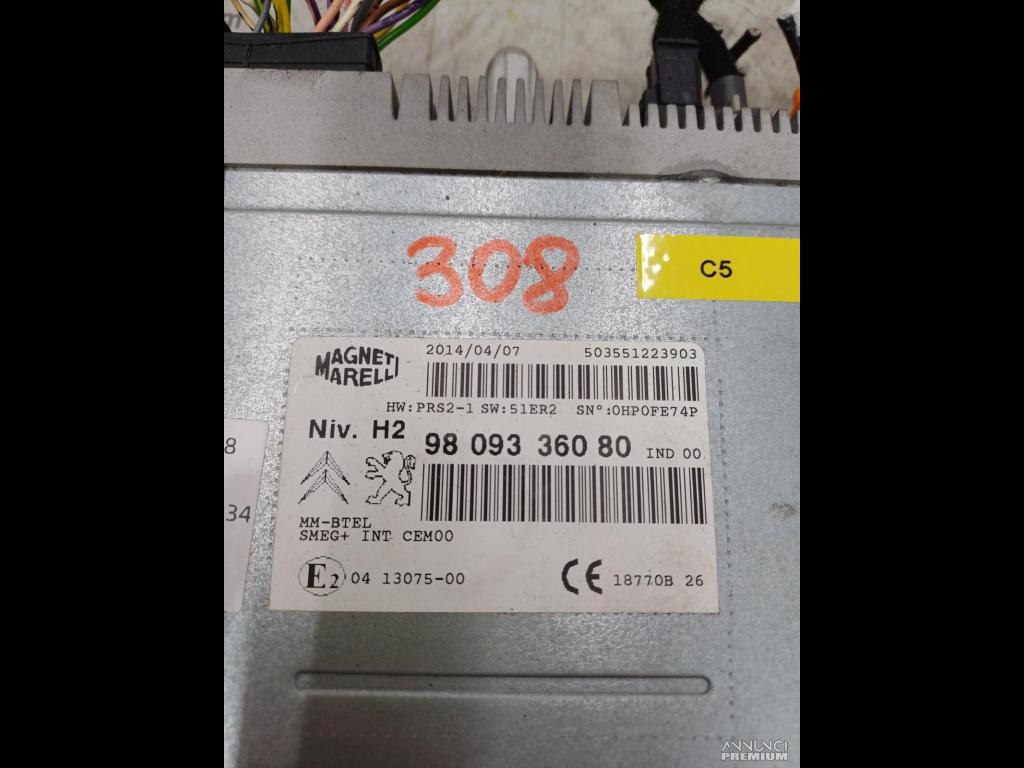 308
C5
MAGNETI MARELLI
2014/04/07 503551223903
HW:PRS2-1 SW:51ER2 SN°:0HP0FE74P
Niv. H2 98 093 360 80 IND 00
8
34
MM-BTEL
SMEG+ INT CEM00
E2 04 13075-00 CE 18770B 26
ANNUNCI
PREMIUM